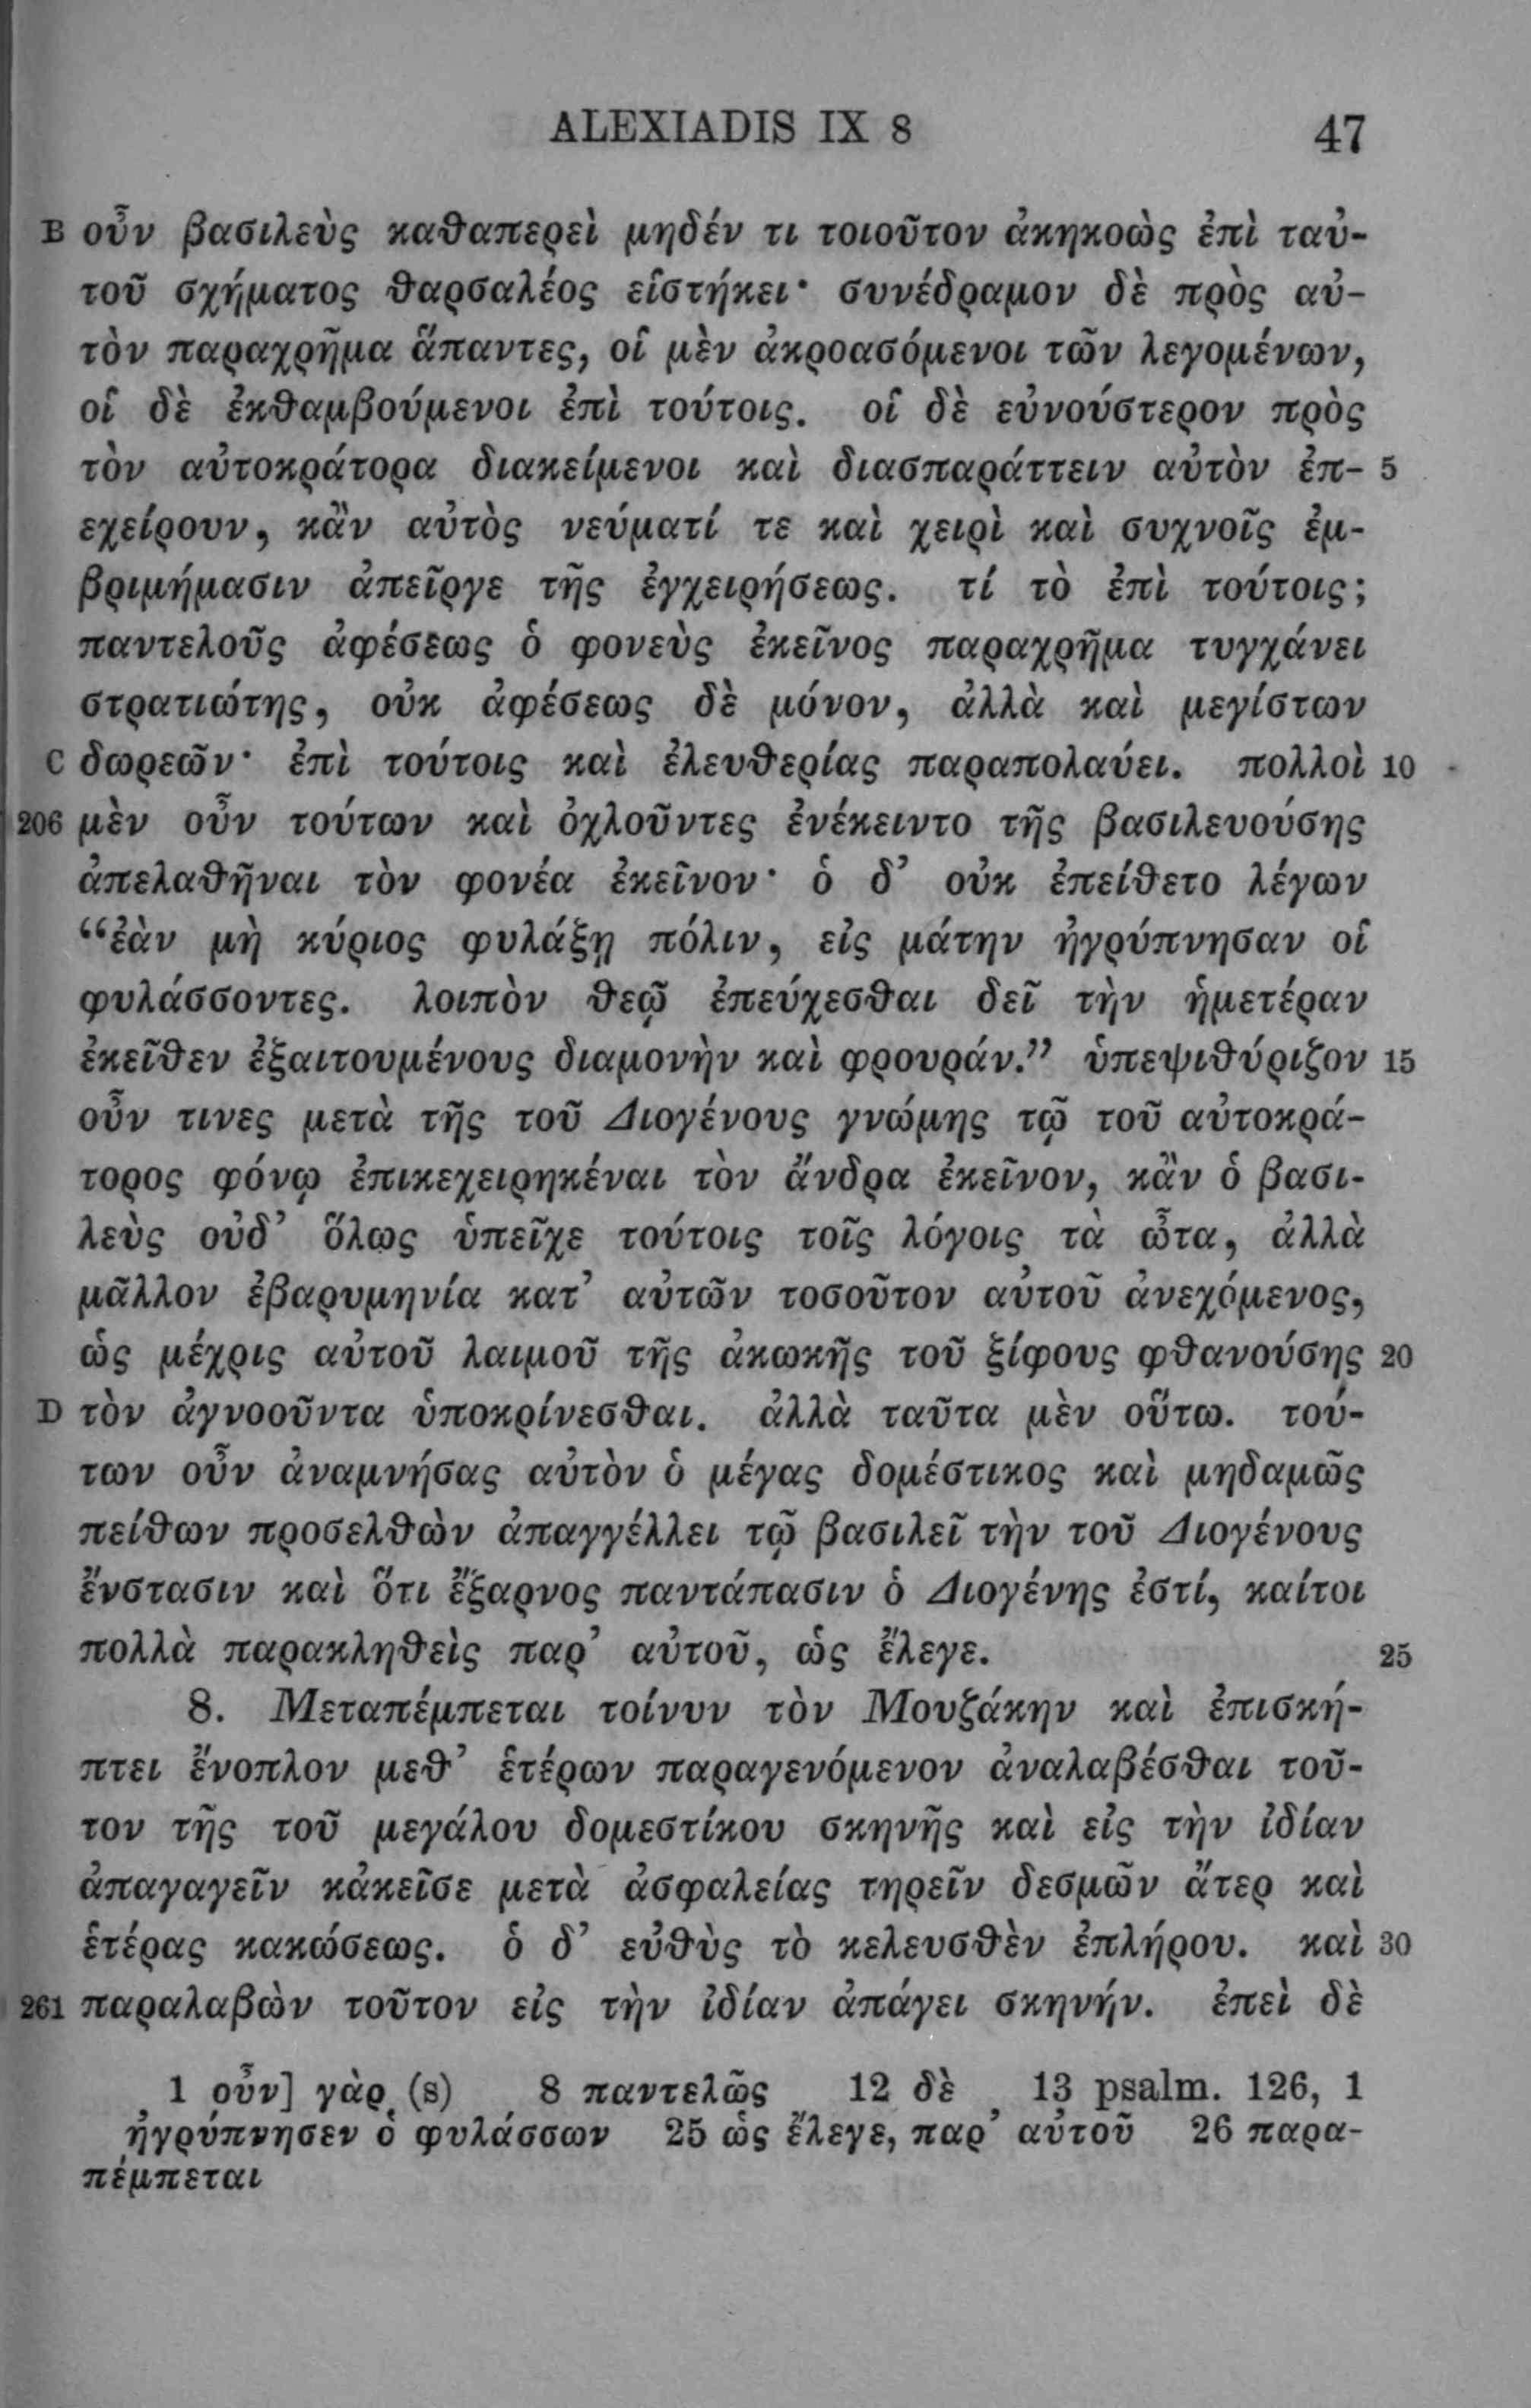 ALEXIADIS IX 8 47
B οὖν βασιλεὺς καθαπερεὶ μηδέν τι τοιοῦτον ἀκηκοὼς ἐπὶ ταὐ-
τοῦ σχήματος θαρσαλέος εἱστήκει· συνέδραμον δὲ πρὸς αὐ-
τὸν παραχρῆμα ἅπαντες, οἱ μὲν ἀκροασόμενοι τῶν λεγομένων,
οἱ δὲ ἐκθαμβούμενοι ἐπὶ τούτοις. οἱ δὲ εὐνούστερον πρὸς
τὸν αὐτοκράτορα διακείμενοι καὶ διασπαράττειν αὐτὸν ἐπ- 5
εχείρουν, κἂν αὐτὸς νεύματί τε καὶ χειρὶ καὶ συχνοῖς ἐμ-
βριμήμασιν ἀπεῖργε τῆς ἐγχειρήσεως. τί τὸ ἐπὶ τούτοις;
παντελοῦς ἀφέσεως ὁ φονεὺς ἐκεῖνος παραχρῆμα τυγχάνει
στρατιώτης, οὐκ ἀφέσεως δὲ μόνον, ἀλλὰ καὶ μεγίστων
C δωρεῶν· ἐπὶ τούτοις καὶ ἐλευθερίας παραπολαύει. πολλοὶ 10
206 μὲν οὖν τούτων καὶ ὀχλοῦντες ἐνέκειντο τῆς βασιλευούσης
ἀπελαθῆναι τὸν φονέα ἐκεῖνον· ὁ δ' οὐκ ἐπείθετο λέγων
“ἐὰν μὴ κύριος φυλάξῃ πόλιν, εἰς μάτην ἠγρύπνησαν οἱ
φυλάσσοντες. λοιπὸν θεῷ ἐπεύχεσθαι δεῖ τὴν ἡμετέραν
ἐκεῖθεν ἐξαιτουμένους διαμονὴν καὶ φρουράν.” ὑπεψιθύριζον 15
οὖν τινες μετὰ τῆς τοῦ Διογένους γνώμης τῷ τοῦ αὐτοκρά-
τορος φόνῳ ἐπικεχειρηκέναι τὸν ἄνδρα ἐκεῖνον, κἂν ὁ βασι-
λεὺς οὐδ' ὅλως ὑπεῖχε τούτοις τοῖς λόγοις τὰ ὦτα, ἀλλὰ
μᾶλλον ἐβαρυμηνία κατ' αὐτῶν τοσοῦτον αὐτοῦ ἀνεχόμενος,
ὡς μέχρις αὐτοῦ λαιμοῦ τῆς ἀκωκῆς τοῦ ξίφους φθανούσης 20
D τὸν ἀγνοοῦντα ὑποκρίνεσθαι. ἀλλὰ ταῦτα μὲν οὕτω. τού-
των οὖν ἀναμνήσας αὐτὸν ὁ μέγας δομέστικος καὶ μηδαμῶς
πείθων προσελθὼν ἀπαγγέλλει τῷ βασιλεῖ τὴν τοῦ Διογένους
ἔνστασιν καὶ ὅτι ἔξαρνος παντάπασιν ὁ Διογένης ἐστί, καίτοι
πολλὰ παρακληθεὶς παρ' αὐτοῦ, ὡς ἔλεγε. 25
8. Μεταπέμπεται τοίνυν τὸν Μουζάκην καὶ ἐπισκή-
πτει ἔνοπλον μεθ' ἑτέρων παραγενόμενον ἀναλαβέσθαι τοῦ-
τον τῆς τοῦ μεγάλου δομεστίκου σκηνῆς καὶ εἰς τὴν ἰδίαν
ἀπαγαγεῖν κἀκεῖσε μετὰ ἀσφαλείας τηρεῖν δεσμῶν ἄτερ καὶ
ἑτέρας κακώσεως. ὁ δ' εὐθὺς τὸ κελευσθὲν ἐπλήρου. καὶ 30
261 παραλαβὼν τοῦτον εἰς τὴν ἰδίαν ἀπάγει σκηνήν. ἐπεὶ δὲ
1 οὖν] γὰρ (s) 8 παντελῶς 12 δὲ 13 psalm. 126, 1
ἠγρύπνησεν ὁ φυλάσσων 25 ὡς ἔλεγε, παρ' αὐτοῦ 26 παρα-
πέμπεται